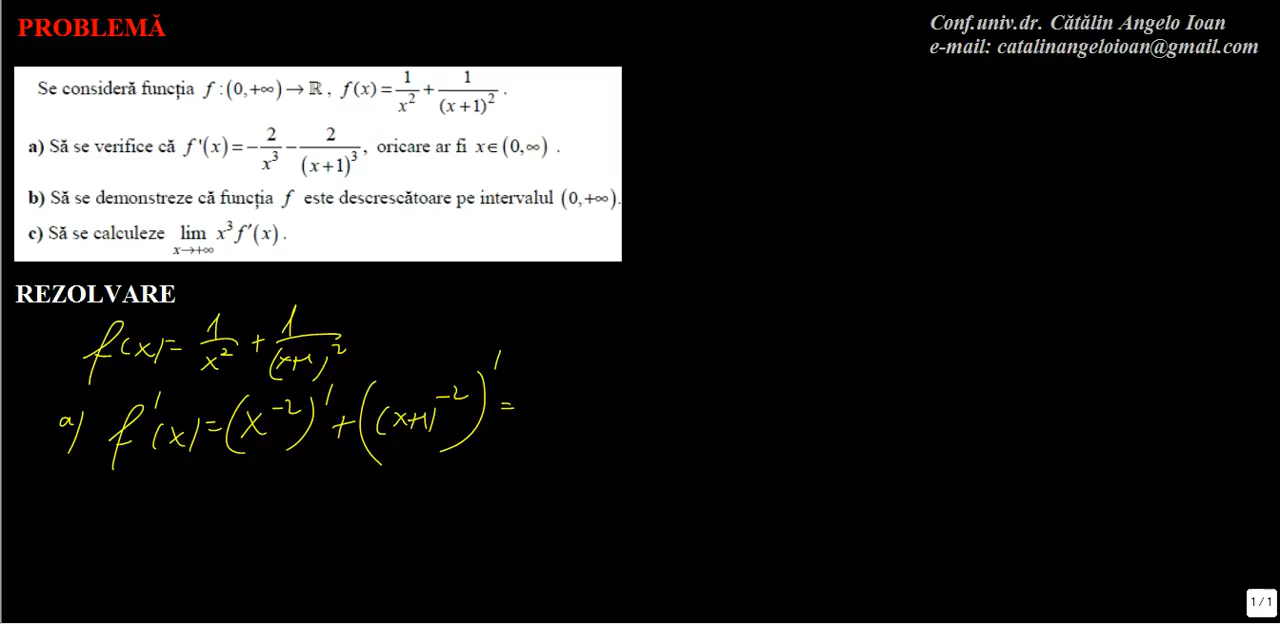 PROBLEMĂ
Conf.univ.dr. Cătălin Angelo Ioan
e-mail: catalinangeloioan@gmail.com
Se consideră funcția f : (0,+∞) → ℝ, f(x) = 1/x² + 1/(x+1)² .
a) Să se verifice că f'(x) = −2/x³ − 2/(x+1)³, oricare ar fi x∈(0,∞) .
b) Să se demonstreze că funcția f este descrescătoare pe intervalul (0,+∞).
c) Să se calculeze lim x→+∞ x³f'(x) .
REZOLVARE
f(x) = 1/x² + 1/(x+1)²
a) f'(x) = (x⁻²)' + ((x+1)⁻²)' =
1 / 1